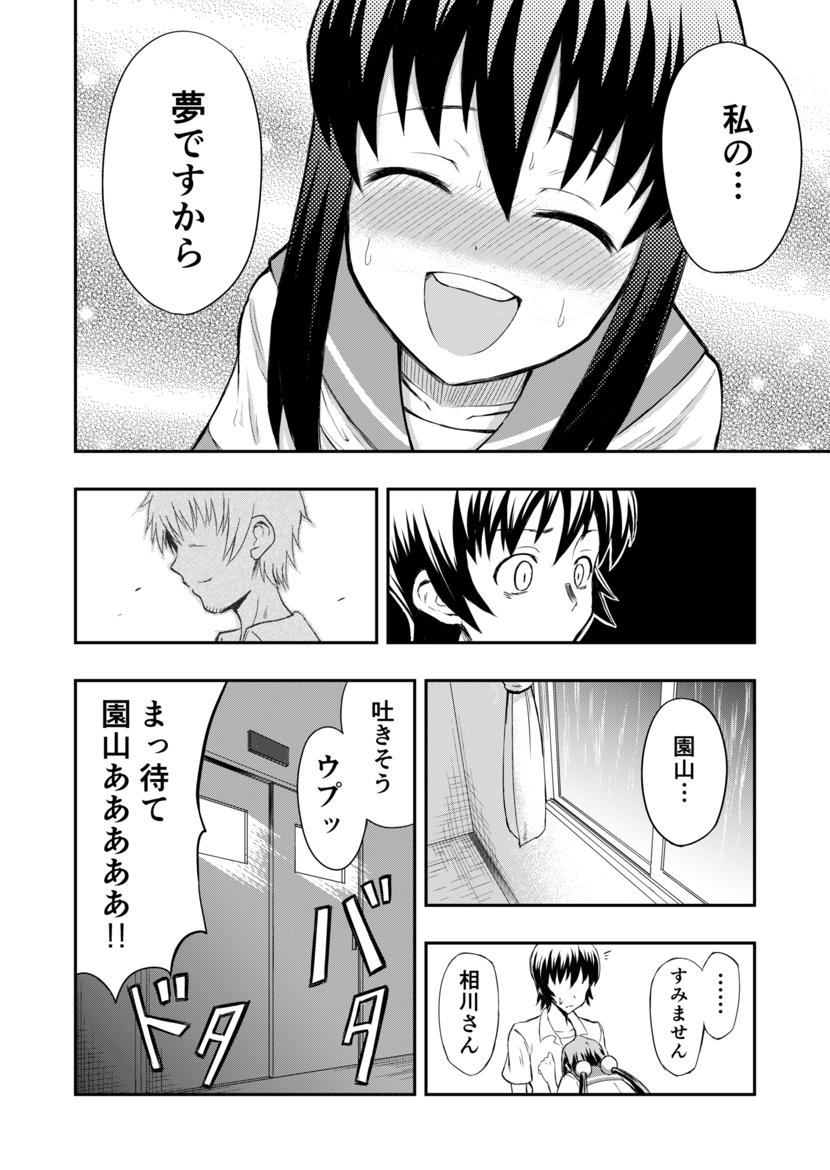 私の…
夢ですから
園山…
……
すみません
相川さん
吐きそう
ウプッ
まっ待て
園山あああああ!!
バタ
ドタ